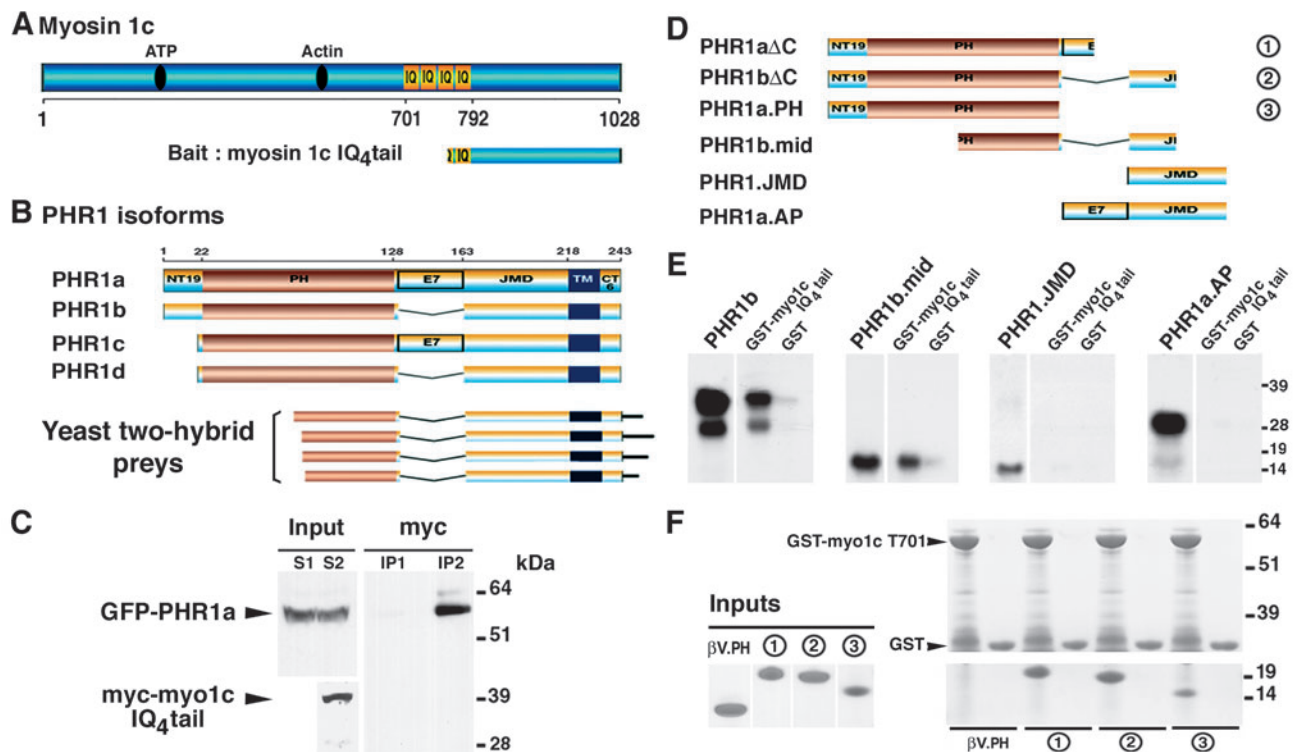 A Myosin 1c
ATP Actin
IQ IQ IQ IQ
1 701 792 1028
Bait : myosin 1c IQ4tail
IQ
B PHR1 isoforms
1 22 128 163 218 243
PHR1a NT19 PH E7 JMD TM CT 6
PHR1b
PHR1c E7
PHR1d
Yeast two-hybrid
preys
C Input myc
S1 S2 IP1 IP2 kDa
GFP-PHR1a
64
51
myc-myo1c
IQ4tail
39
28
D
PHR1aΔC NT19 PH E ①
PHR1bΔC NT19 PH JI ②
PHR1a.PH NT19 PH ③
PHR1b.mid PH JI
PHR1.JMD JMD
PHR1a.AP E7 JMD
E
PHR1b GST-myo1c IQ4tail GST
PHR1b.mid GST-myo1c IQ4tail GST
PHR1.JMD GST-myo1c IQ4tail GST
PHR1a.AP GST-myo1c IQ4tail GST
39
28
19
14
F
GST-myo1c T701
64
51
39
Inputs
GST
βV.PH ① ② ③
19
14
βV.PH ① ② ③